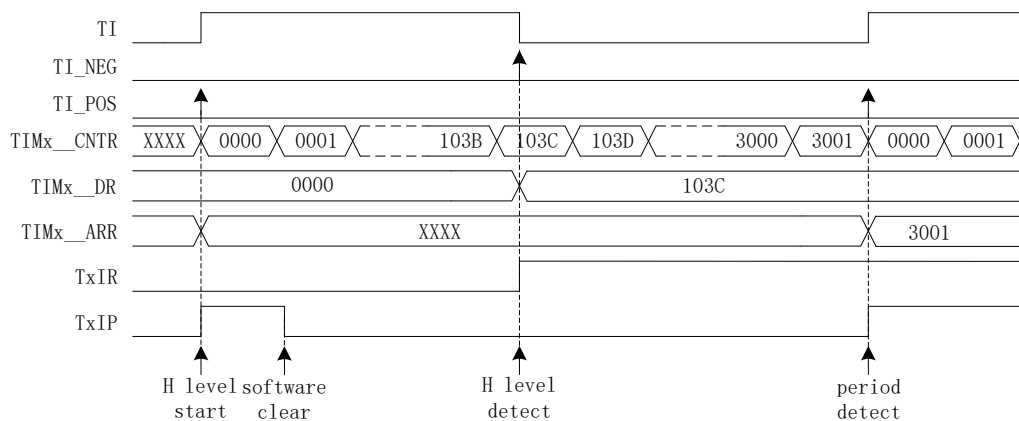 TI
TI_NEG
TI_POS
TIMx__CNTR XXXX 0000 0001 103B 103C 103D 3000 3001 0000 0001
TIMx__DR 0000 103C
TIMx__ARR XXXX 3001
TxIR
TxIP
H level start
software clear
H level detect
period detect